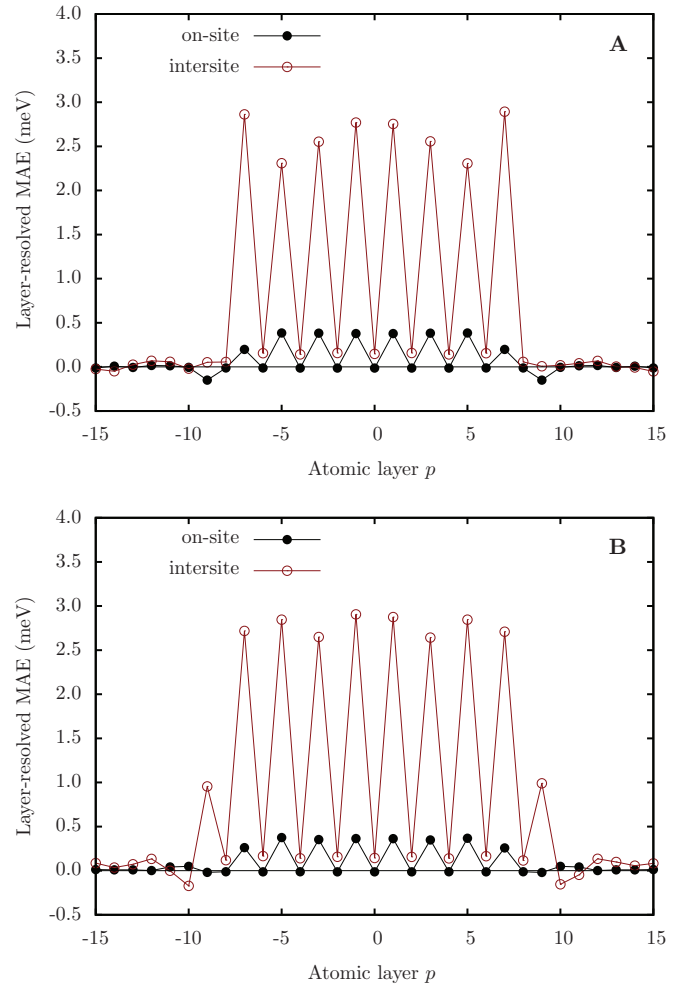 4.0
3.5
3.0
2.5
2.0
1.5
1.0
0.5
0.0
-0.5
Layer-resolved MAE (meV)
on-site
intersite
A
-15 -10 -5 0 5 10 15
Atomic layer p
4.0
3.5
3.0
2.5
2.0
1.5
1.0
0.5
0.0
-0.5
Layer-resolved MAE (meV)
on-site
intersite
B
-15 -10 -5 0 5 10 15
Atomic layer p